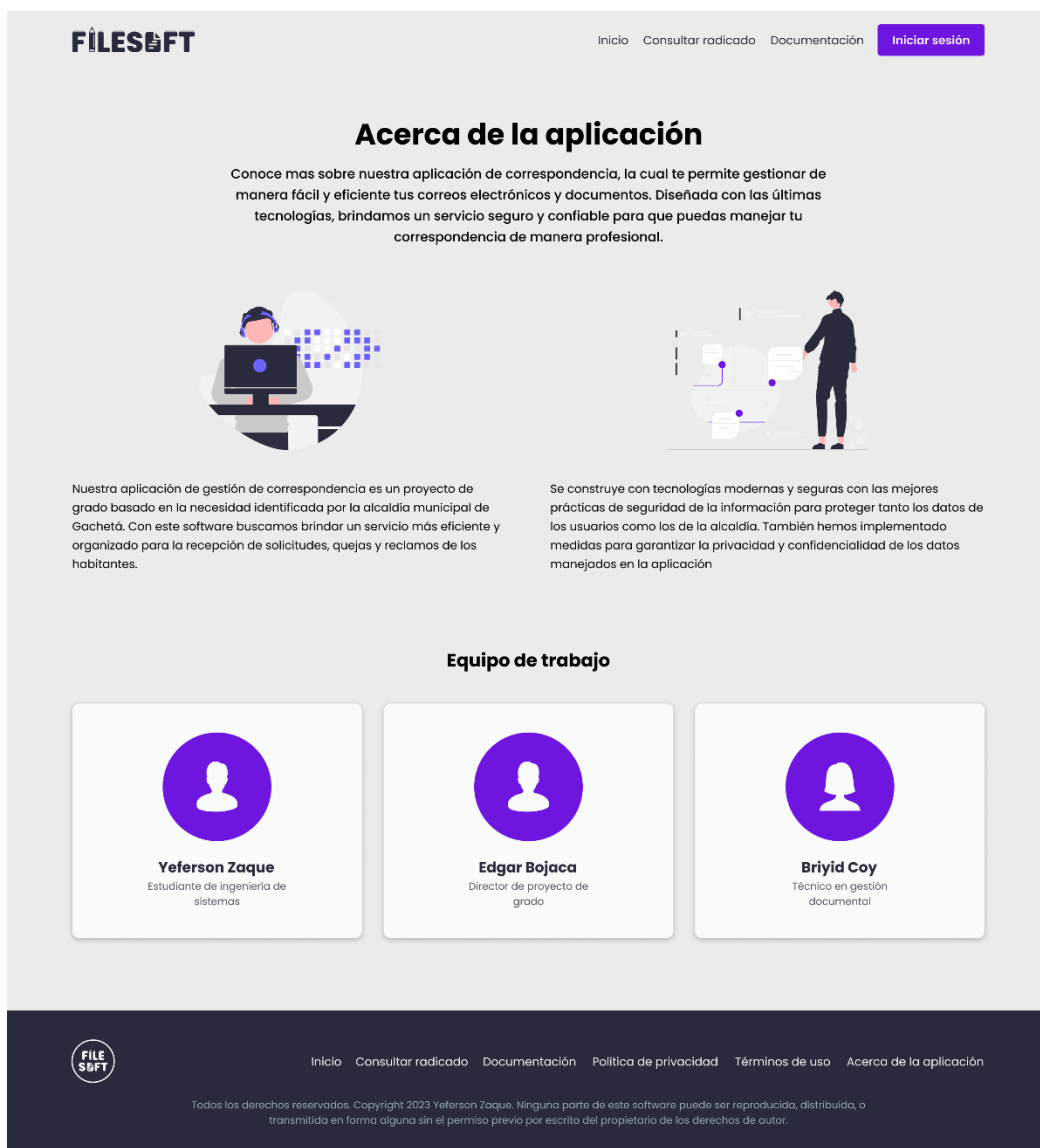 FILESOFT
Inicio Consultar radicado Documentación Iniciar sesión
Acerca de la aplicación
Conoce mas sobre nuestra aplicación de correspondencia, la cual te permite gestionar de
manera fácil y eficiente tus correos electrónicos y documentos. Diseñada con las últimas
tecnologías, brindamos un servicio seguro y confiable para que puedas manejar tu
correspondencia de manera profesional.
Nuestra aplicación de gestión de correspondencia es un proyecto de
grado basado en la necesidad identificada por la alcaldía municipal de
Gachetá. Con este software buscamos brindar un servicio más eficiente y
organizado para la recepción de solicitudes, quejas y reclamos de los
habitantes.
Se construye con tecnologías modernas y seguras con las mejores
prácticas de seguridad de la información para proteger tanto los datos de
los usuarios como los de la alcaldía. También hemos implementado
medidas para garantizar la privacidad y confidencialidad de los datos
manejados en la aplicación
Equipo de trabajo
Yeferson Zaque
Estudiante de ingeniería de
sistemas
Edgar Bojaca
Director de proyecto de
grado
Briyid Coy
Técnico en gestión
documental
FILE
SOFT
Inicio Consultar radicado Documentación Política de privacidad Términos de uso Acerca de la aplicación
Todos los derechos reservados. Copyright 2023 Yeferson Zaque. Ninguna parte de este software puede ser reproducida, distribuida, o
transmitida en forma alguna sin el permiso previo por escrito del propietario de los derechos de autor.